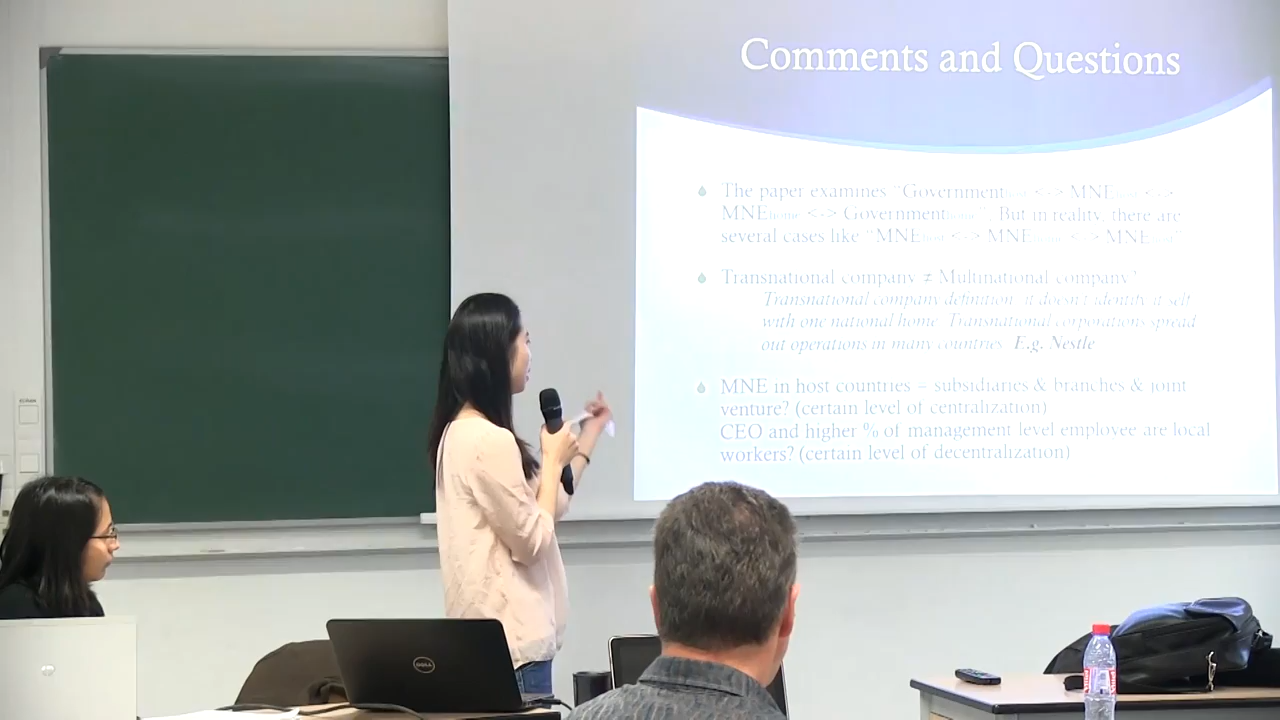 Comments and Questions
The paper examines "Government <-> MNE <->
MNEhome <-> Government". But in reality, there are
several cases like "MNE <-> MNE <-> MNE"
Transnational company ≠ Multinational company?
Transnational company definition: it doesn't identify it self
with one national home. Transnational corporations spread
out operations in many countries. E.g. Nestle
MNE in host countries – subsidiaries & branches & joint
venture? (certain level of centralization)
CEO and higher % of management level employee are local
workers? (certain level of decentralization)
DELL
hp